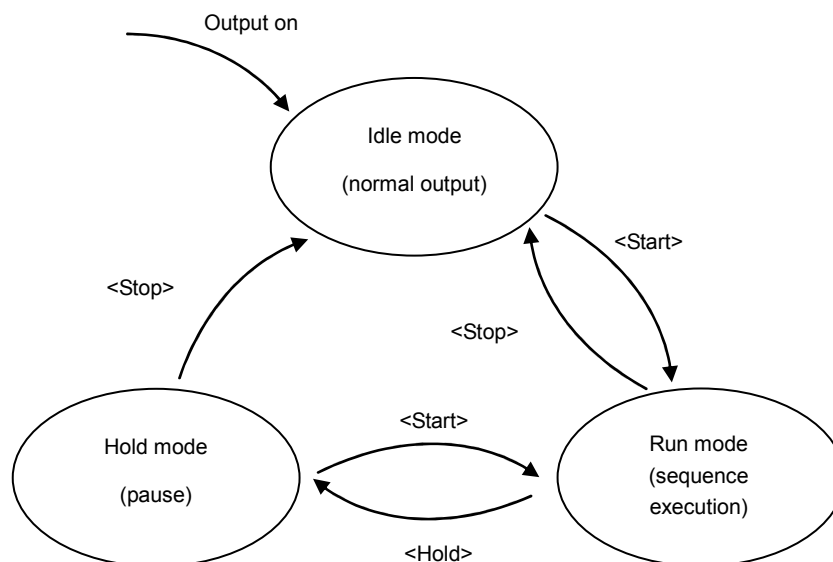 Output on
Idle mode
(normal output)
<Start>
<Stop>
<Stop>
<Start>
Hold mode
(pause)
Run mode
(sequence
execution)
<Hold>